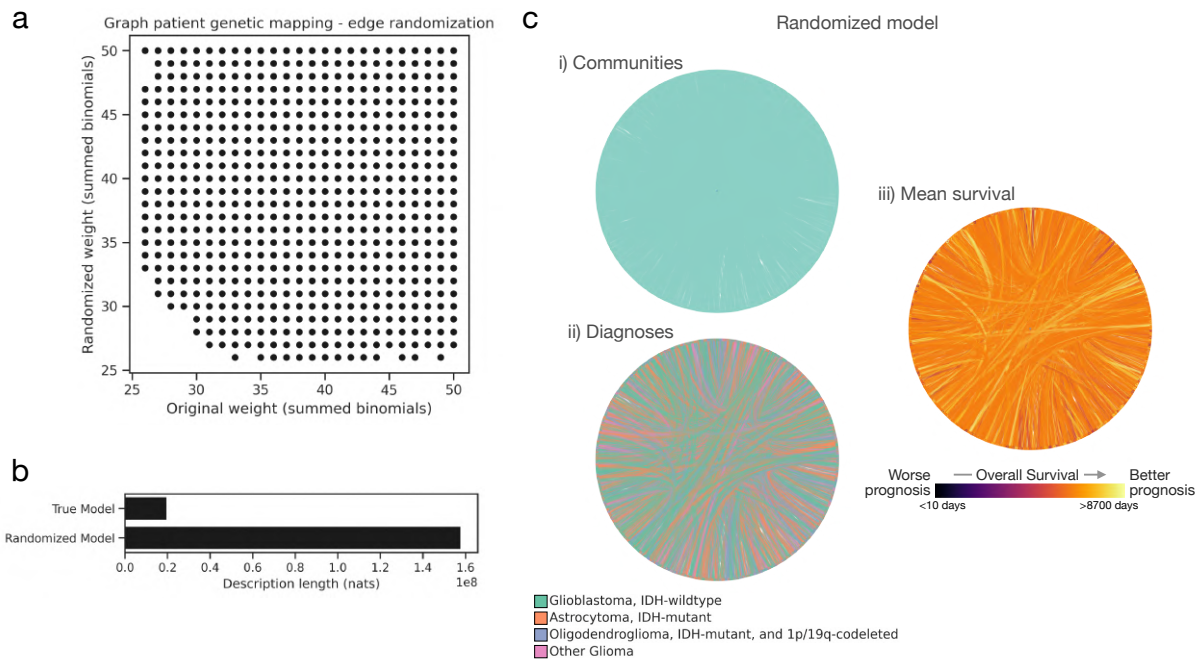 a
Graph patient genetic mapping - edge randomization
Randomized weight (summed binomials)
50
45
40
35
30
25
25
30
35
40
45
50
Original weight (summed binomials)
b
True Model
Randomized Model
0.0
0.2
0.4
0.6
0.8
1.0
1.2
1.4
1.6
1e8
Description length (nats)
c
Randomized model
i) Communities
ii) Diagnoses
iii) Mean survival
Worse
prognosis
Overall Survival
Better
prognosis
<10 days
>8700 days
Glioblastoma, IDH-wildtype
Astrocytoma, IDH-mutant
Oligodendroglioma, IDH-mutant, and 1p/19q-codeleted
Other Glioma